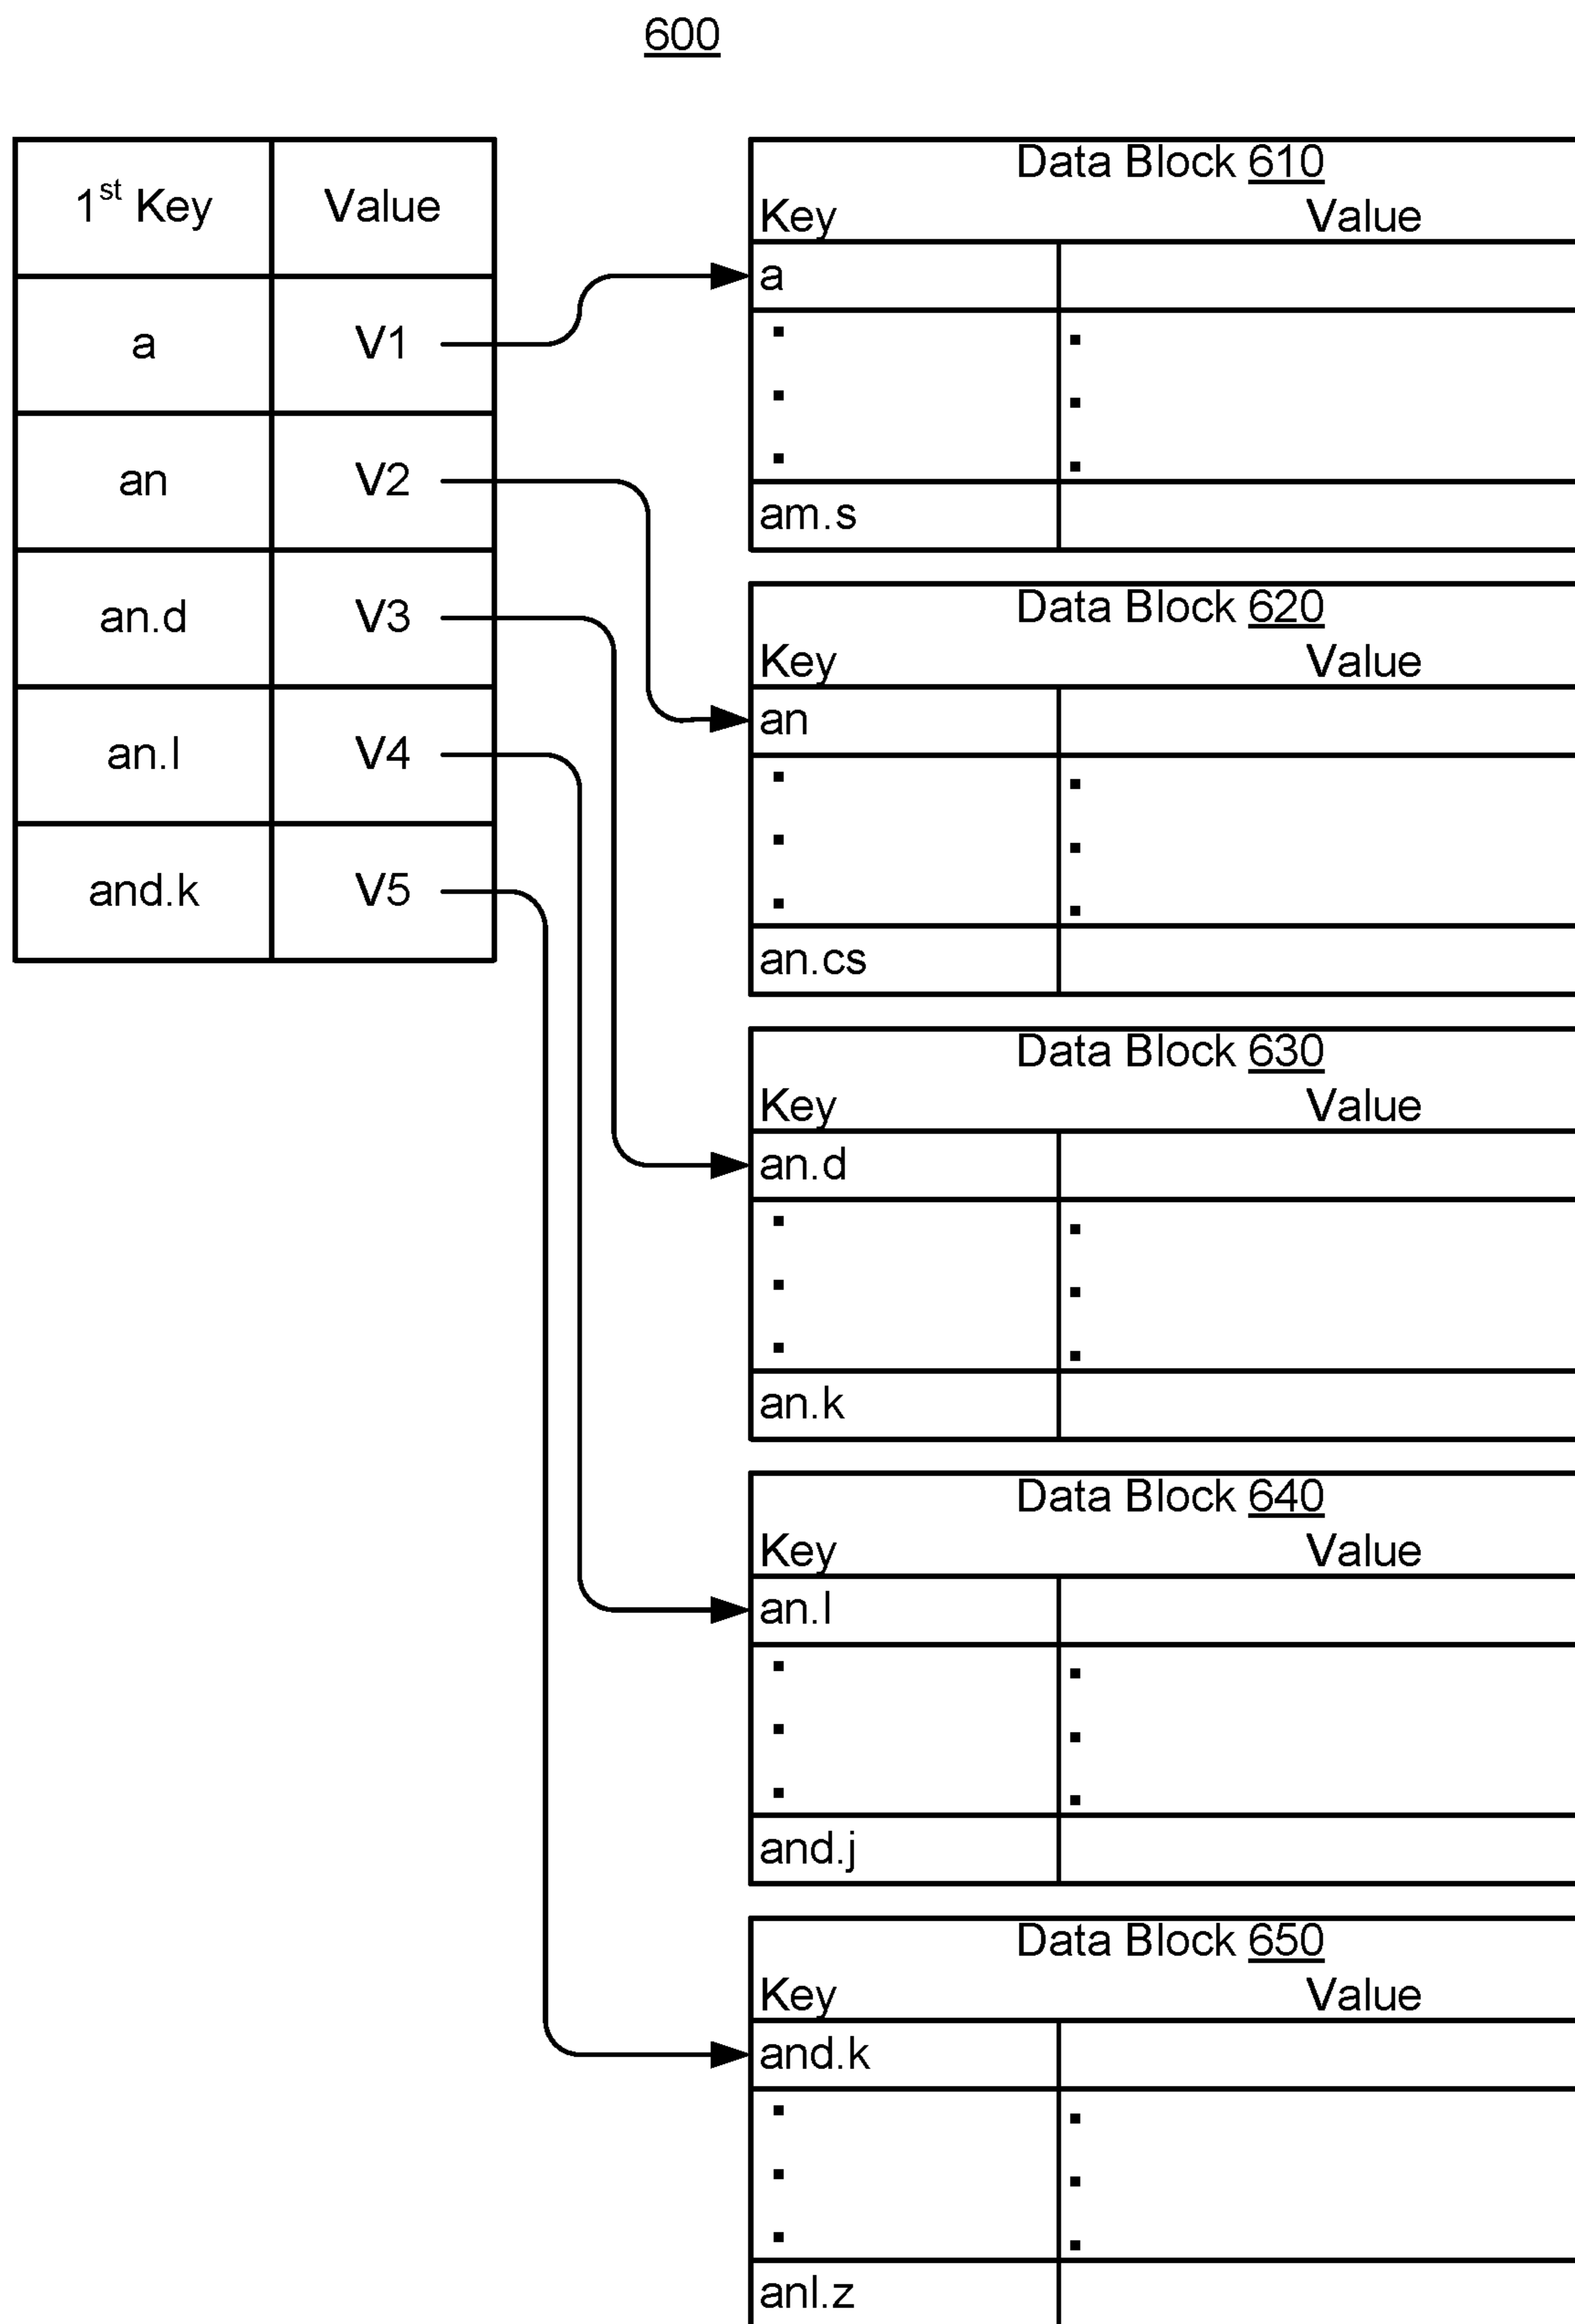 600
1st Key Value
a V1
an V2
an.d V3
an.l V4
and.k V5
Data Block 610
Key Value
a
am.s
Data Block 620
Key Value
an
an.cs
Data Block 630
Key Value
an.d
an.k
Data Block 640
Key Value
an.l
and.j
Data Block 650
Key Value
and.k
anl.z